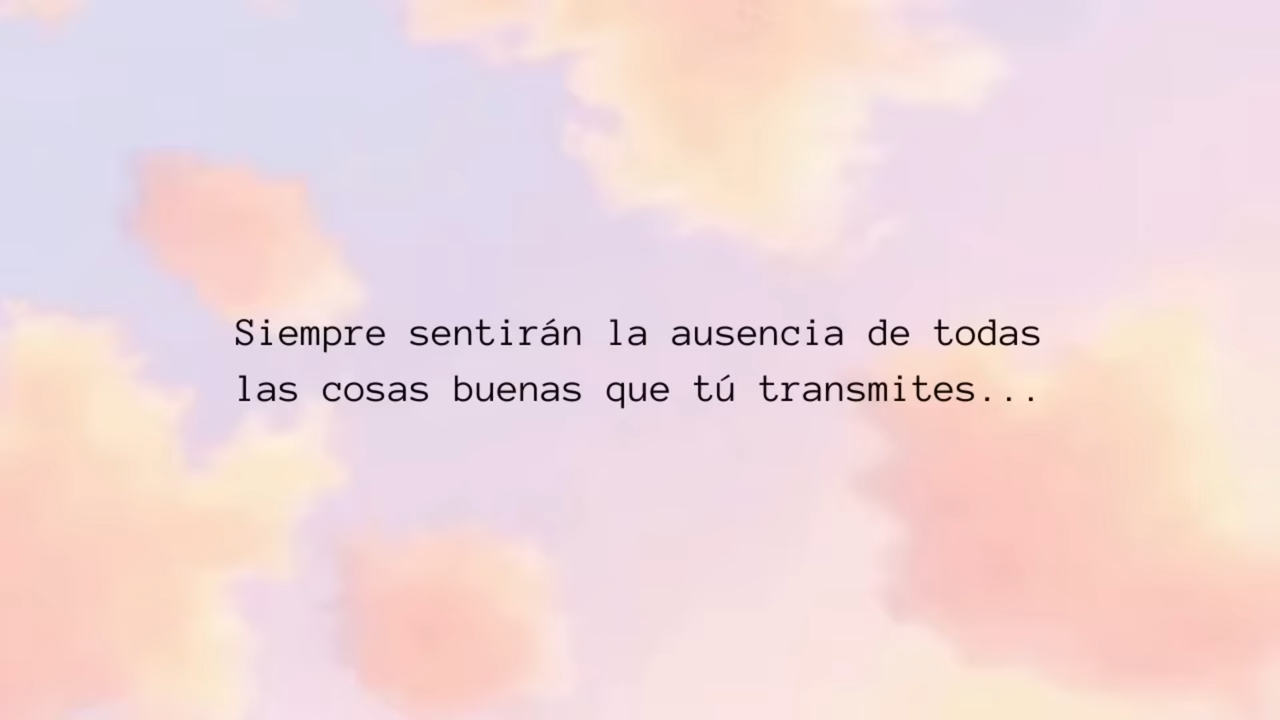 Siempre sentirán la ausencia de todas
las cosas buenas que tú transmites...